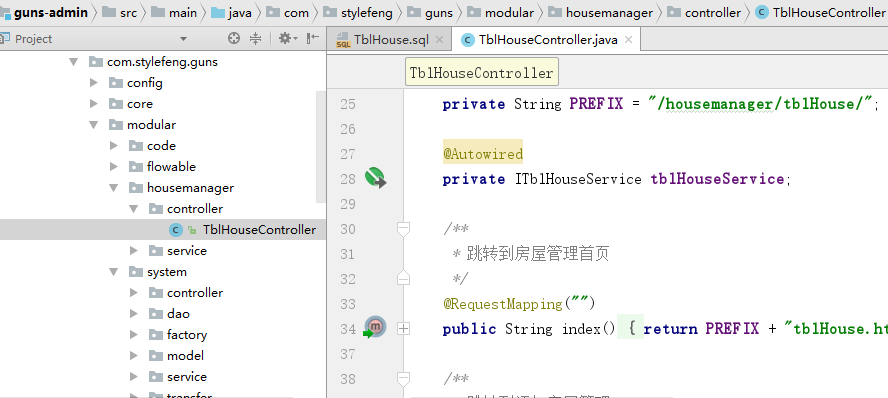 guns-admin src main java com stylefeng guns modular housemanager controller TblHouseController
Project
TblHouse.sql
TblHouseController.java
com.stylefeng.guns
config
core
modular
code
flowable
housemanager
controller
TblHouseController
service
system
controller
dao
factory
model
service
transfer
TblHouseController
25 private String PREFIX = "/housemanager/tblHouse/";
26
27 @Autowired
28 private ITblHouseService tblHouseService;
29
30 /**
31 * 跳转到房屋管理首页
32 */
33 @RequestMapping("")
34 public String index() { return PREFIX + "tblHouse.ht
37
38 /**